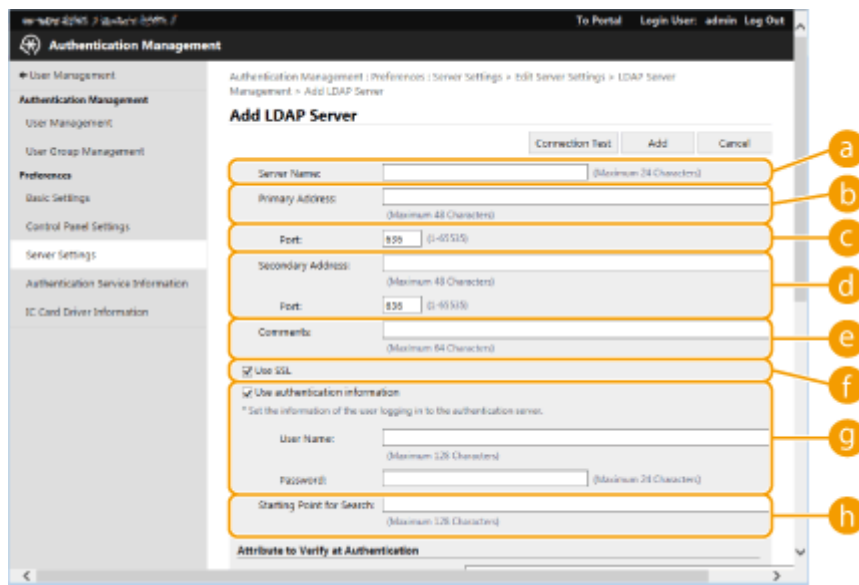 To Portal Login User: admin Log Out
Authentication Management
User Management
Authentication Management : Preferences : Server Settings > Edit Server Settings > LDAP Server
Management > Add LDAP Server
Authentication Management
User Management
User Group Management
Preferences
Basic Settings
Control Panel Settings
Server Settings
Authentication Service Information
IC Card Driver Information
Add LDAP Server
Connection Test Add Cancel
Server Name: (Maximum 24 Characters) a
Primary Address: b
(Maximum 48 Characters)
Port: 636 (1-65535) c
Secondary Address:
(Maximum 48 Characters) d
Port: 636 (1-65535)
Comments: e
(Maximum 64 Characters)
Use SSL f
Use authentication information
* Set the information of the user logging in to the authentication server.
User Name: g
(Maximum 128 Characters)
Password: (Maximum 24 Characters)
Starting Point for Search: h
(Maximum 128 Characters)
Attribute to Verify at Authentication